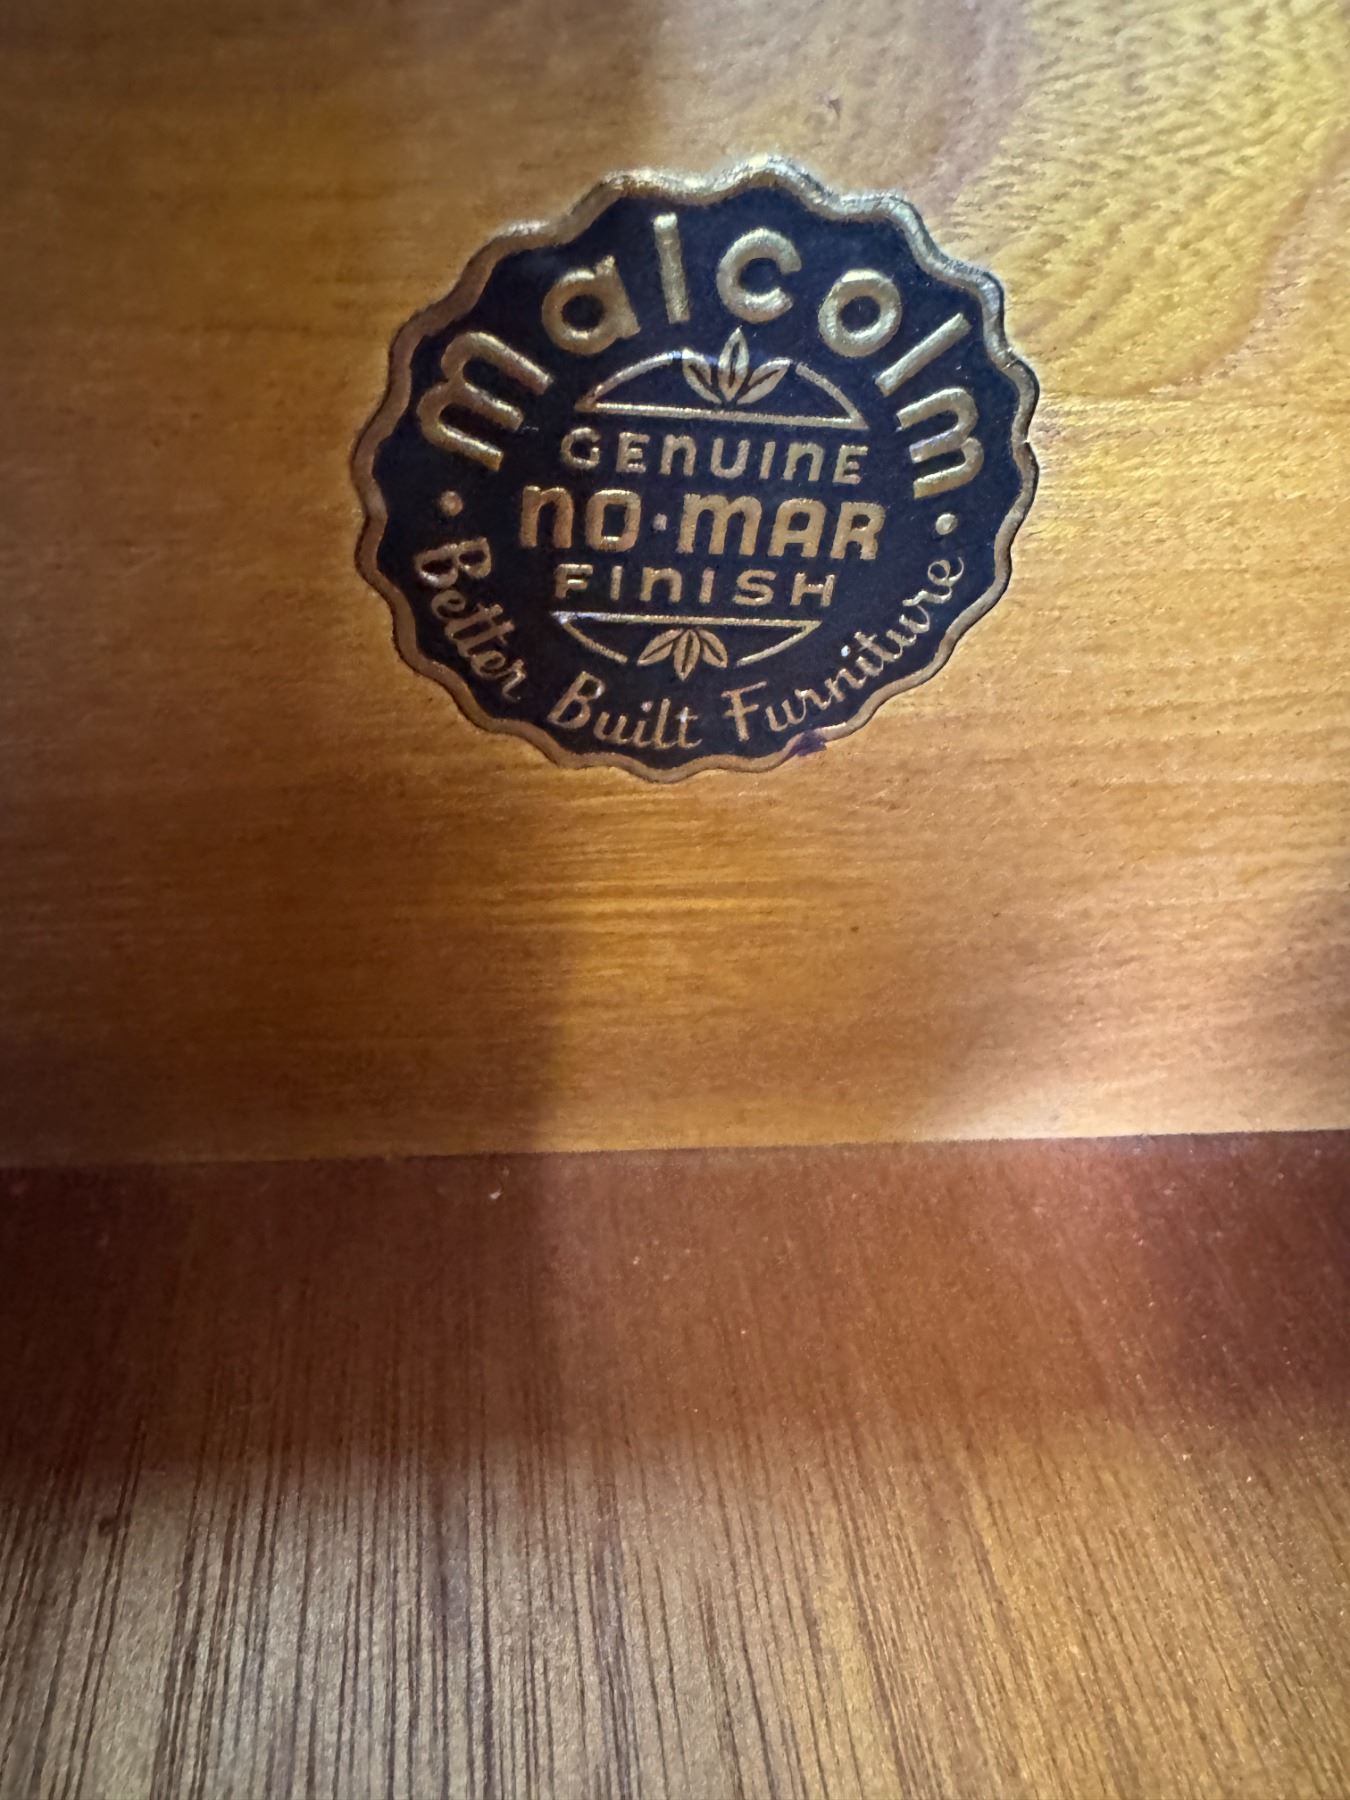 malcolm
GENUINE
NO-MAR
FINISH
Better Built Furniture